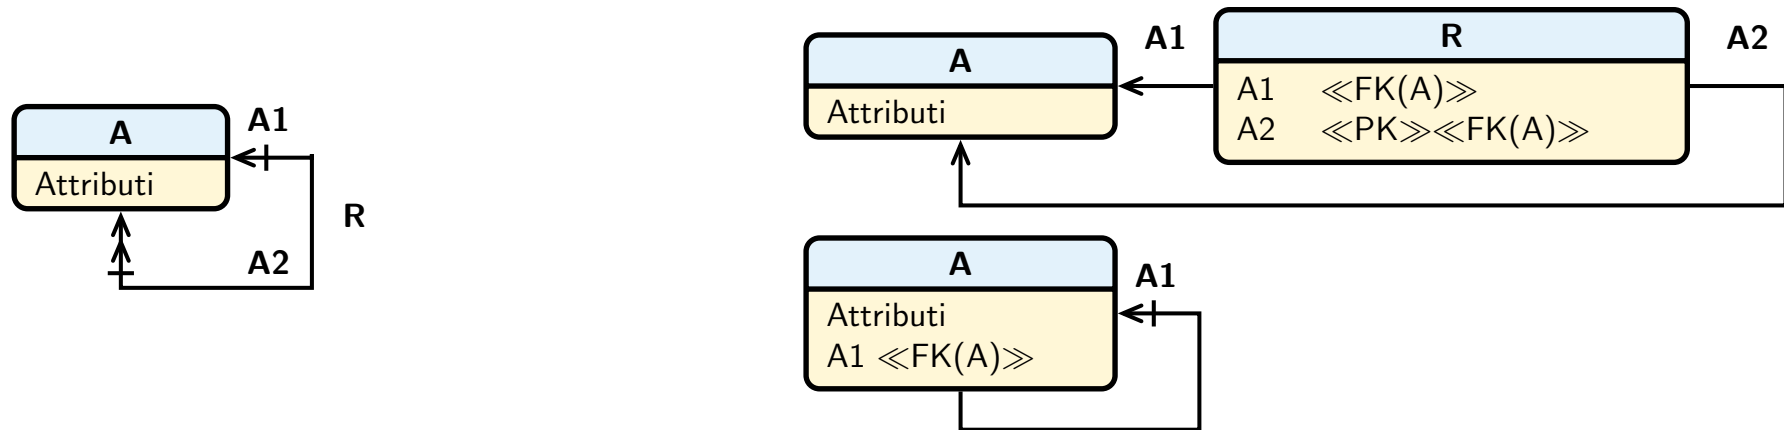 A
Attributi
A1
A2
R
A
Attributi
A1
R
A1 ≪FK(A)≫
A2 ≪PK≫≪FK(A)≫
A2
A
Attributi
A1 ≪FK(A)≫
A1